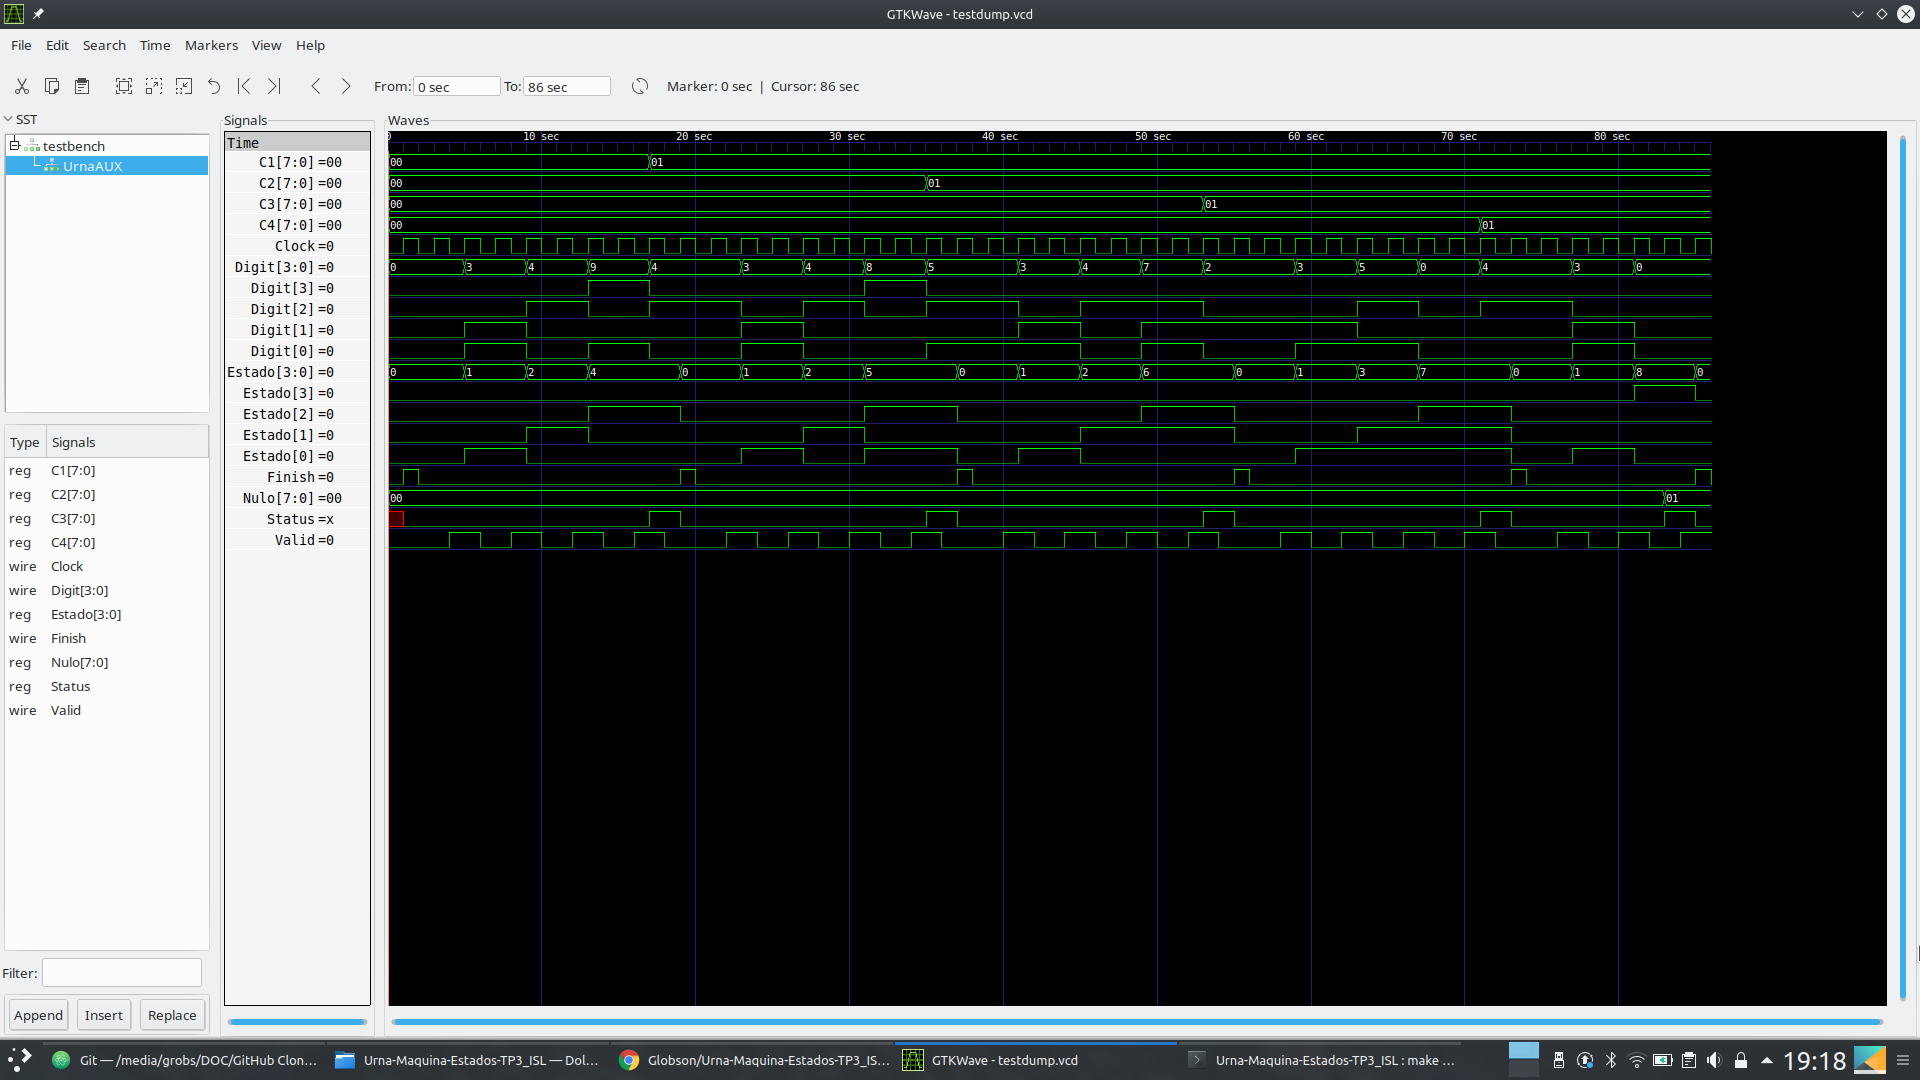 GTKWave - testdump.vcd
File Edit Search Time Markers View Help
From: 0 sec To: 86 sec Marker: 0 sec | Cursor: 86 sec
SST
testbench
UrnaAUX
Type Signals
reg C1[7:0]
reg C2[7:0]
reg C3[7:0]
reg C4[7:0]
wire Clock
wire Digit[3:0]
reg Estado[3:0]
wire Finish
reg Nulo[7:0]
reg Status
wire Valid
Filter:
Append Insert Replace
Signals
Time
C1[7:0]=00
C2[7:0]=00
C3[7:0]=00
C4[7:0]=00
Clock=0
Digit[3:0]=0
Digit[3]=0
Digit[2]=0
Digit[1]=0
Digit[0]=0
Estado[3:0]=0
Estado[3]=0
Estado[2]=0
Estado[1]=0
Estado[0]=0
Finish=0
Nulo[7:0]=00
Status=x
Valid=0
Waves
0 10 sec 20 sec 30 sec 40 sec 50 sec 60 sec 70 sec 80 sec
00 01
00 01
00 01
00 01
0 3 4 9 4 3 4 8 5 3 4 7 2 3 5 0 4 3 0
0 1 2 4 0 1 2 5 0 1 2 6 0 1 3 7 0 1 8 0
00 01
Git — /media/grobs/DOC/GitHub Clon...
Urna-Maquina-Estados-TP3_ISL — Dol...
Globson/Urna-Maquina-Estados-TP3_IS...
GTKWave - testdump.vcd
Urna-Maquina-Estados-TP3_ISL : make ...
19:18